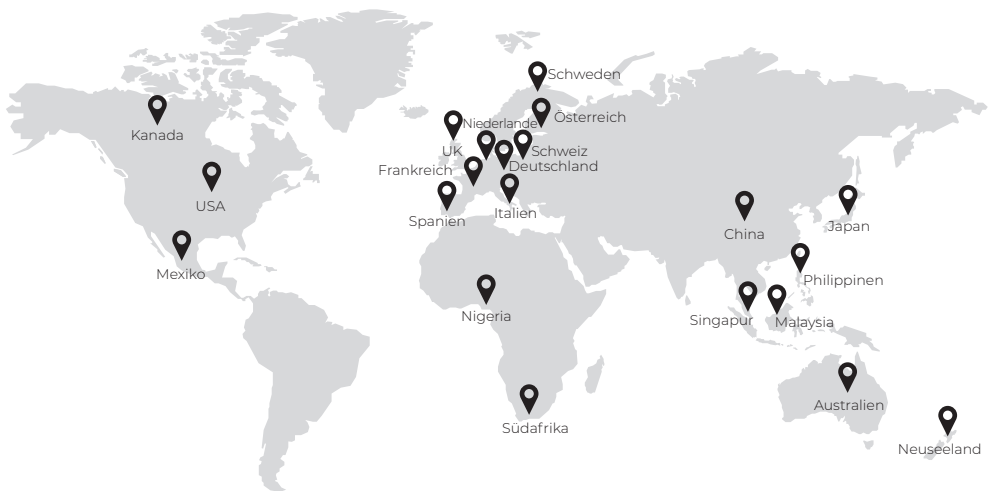 Schweden
Kanada
Österreich
Niederlande
UK
Schweiz
Deutschland
Frankreich
USA
Spanien
Italien
China
Japan
Mexiko
Philippinen
Nigeria
Singapur
Malaysia
Australien
Südafrika
Neuseeland